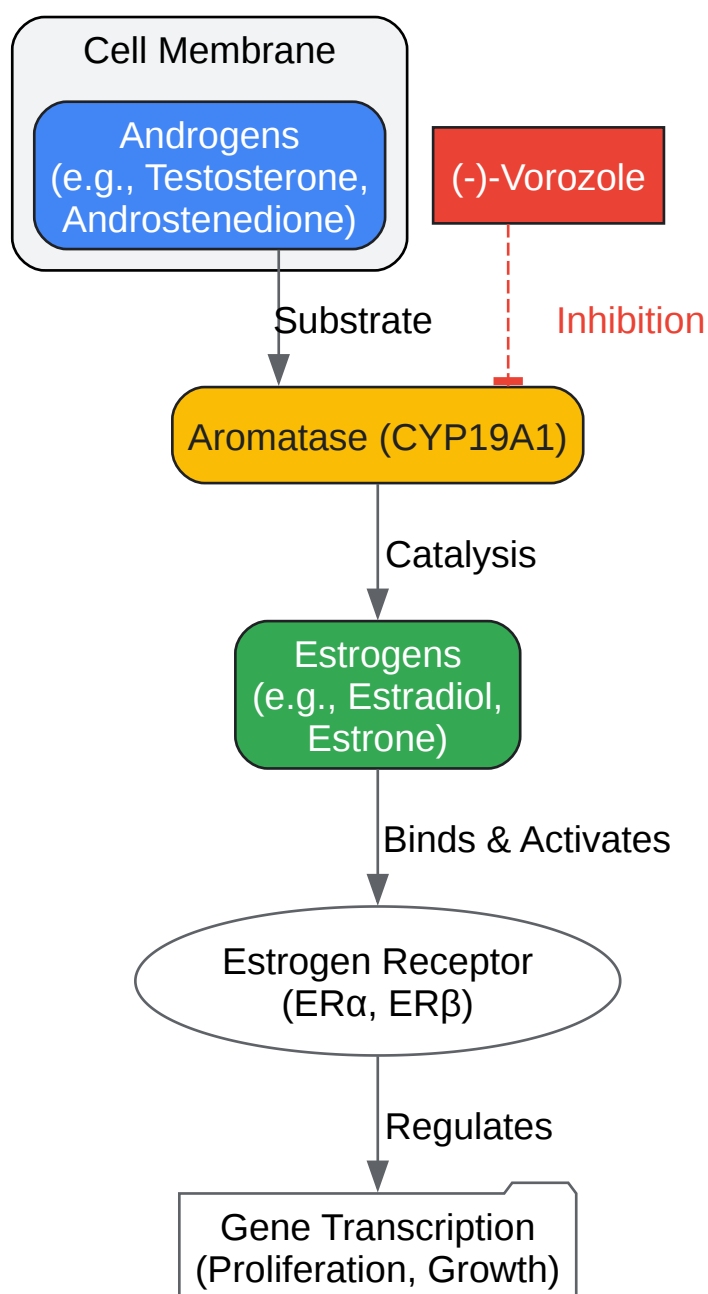 Cell Membrane
Androgens
(e.g., Testosterone,
Androstenedione)
(-)-Vorozole
Substrate
Inhibition
Aromatase (CYP19A1)
Catalysis
Estrogens
(e.g., Estradiol,
Estrone)
Binds & Activates
Estrogen Receptor
(ERα, ERβ)
Regulates
Gene Transcription
(Proliferation, Growth)